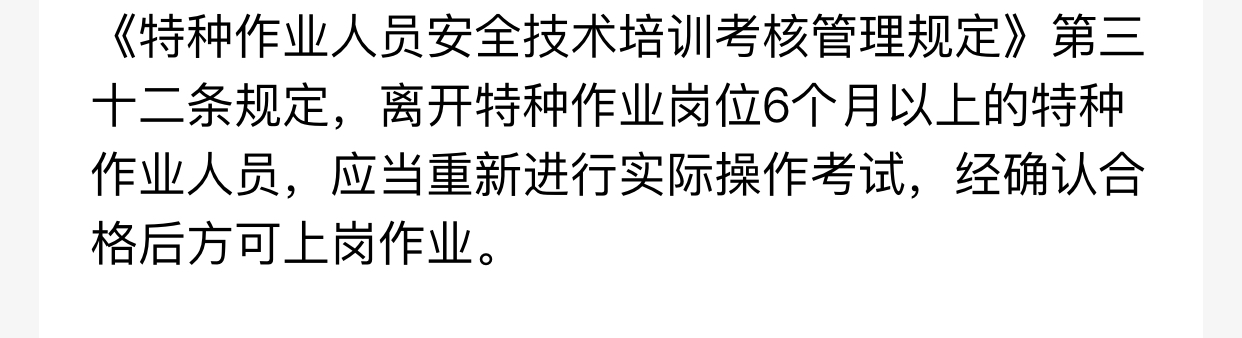 《特种作业人员安全技术培训考核管理规定》第三
十二条规定，离开特种作业岗位6个月以上的特种
作业人员，应当重新进行实际操作考试，经确认合
格后方可上岗作业。